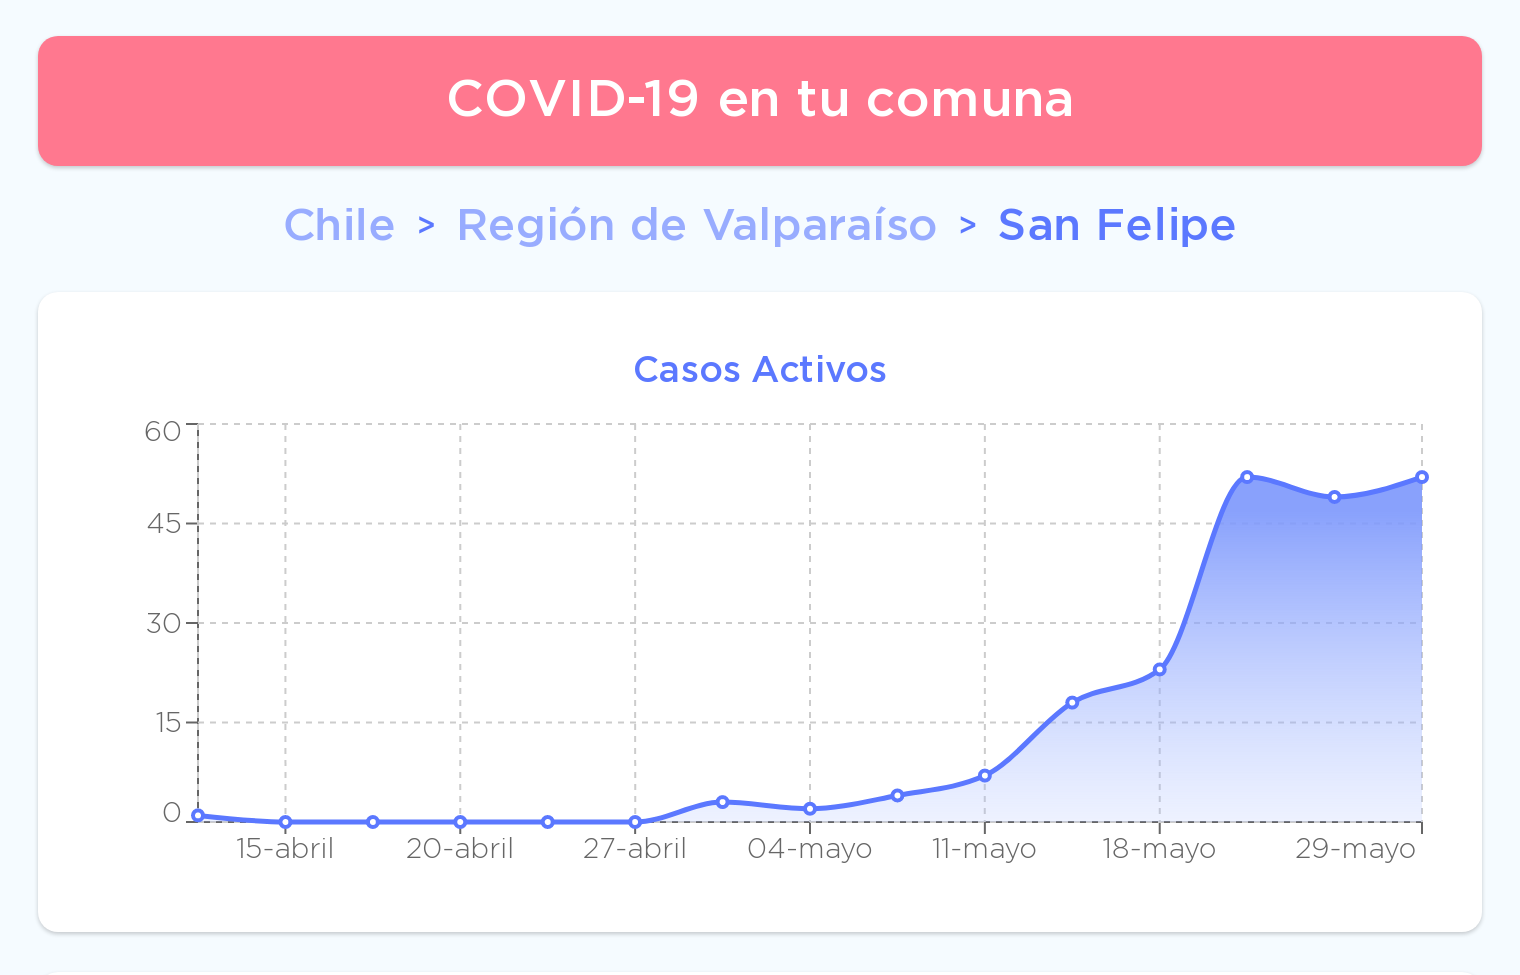 COVID-19 en tu comuna
Chile > Región de Valparaíso > San Felipe
Casos Activos
60
45
30
15
0
15-abril 20-abril 27-abril 04-mayo 11-mayo 18-mayo 29-mayo